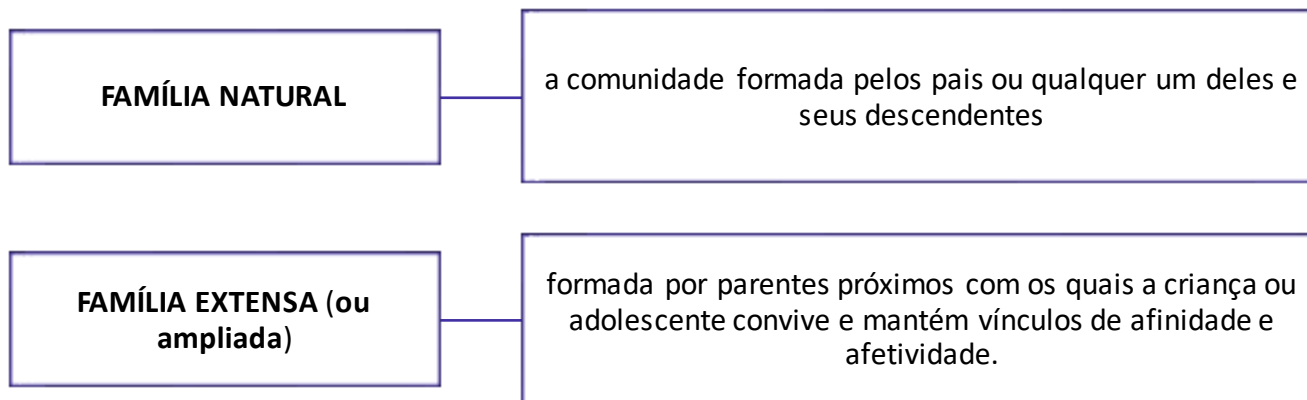 FAMÍLIA NATURAL
a comunidade formada pelos pais ou qualquer um deles e
seus descendentes
FAMÍLIA EXTENSA (ou
ampliada)
formada por parentes próximos com os quais a criança ou
adolescente convive e mantém vínculos de afinidade e
afetividade.